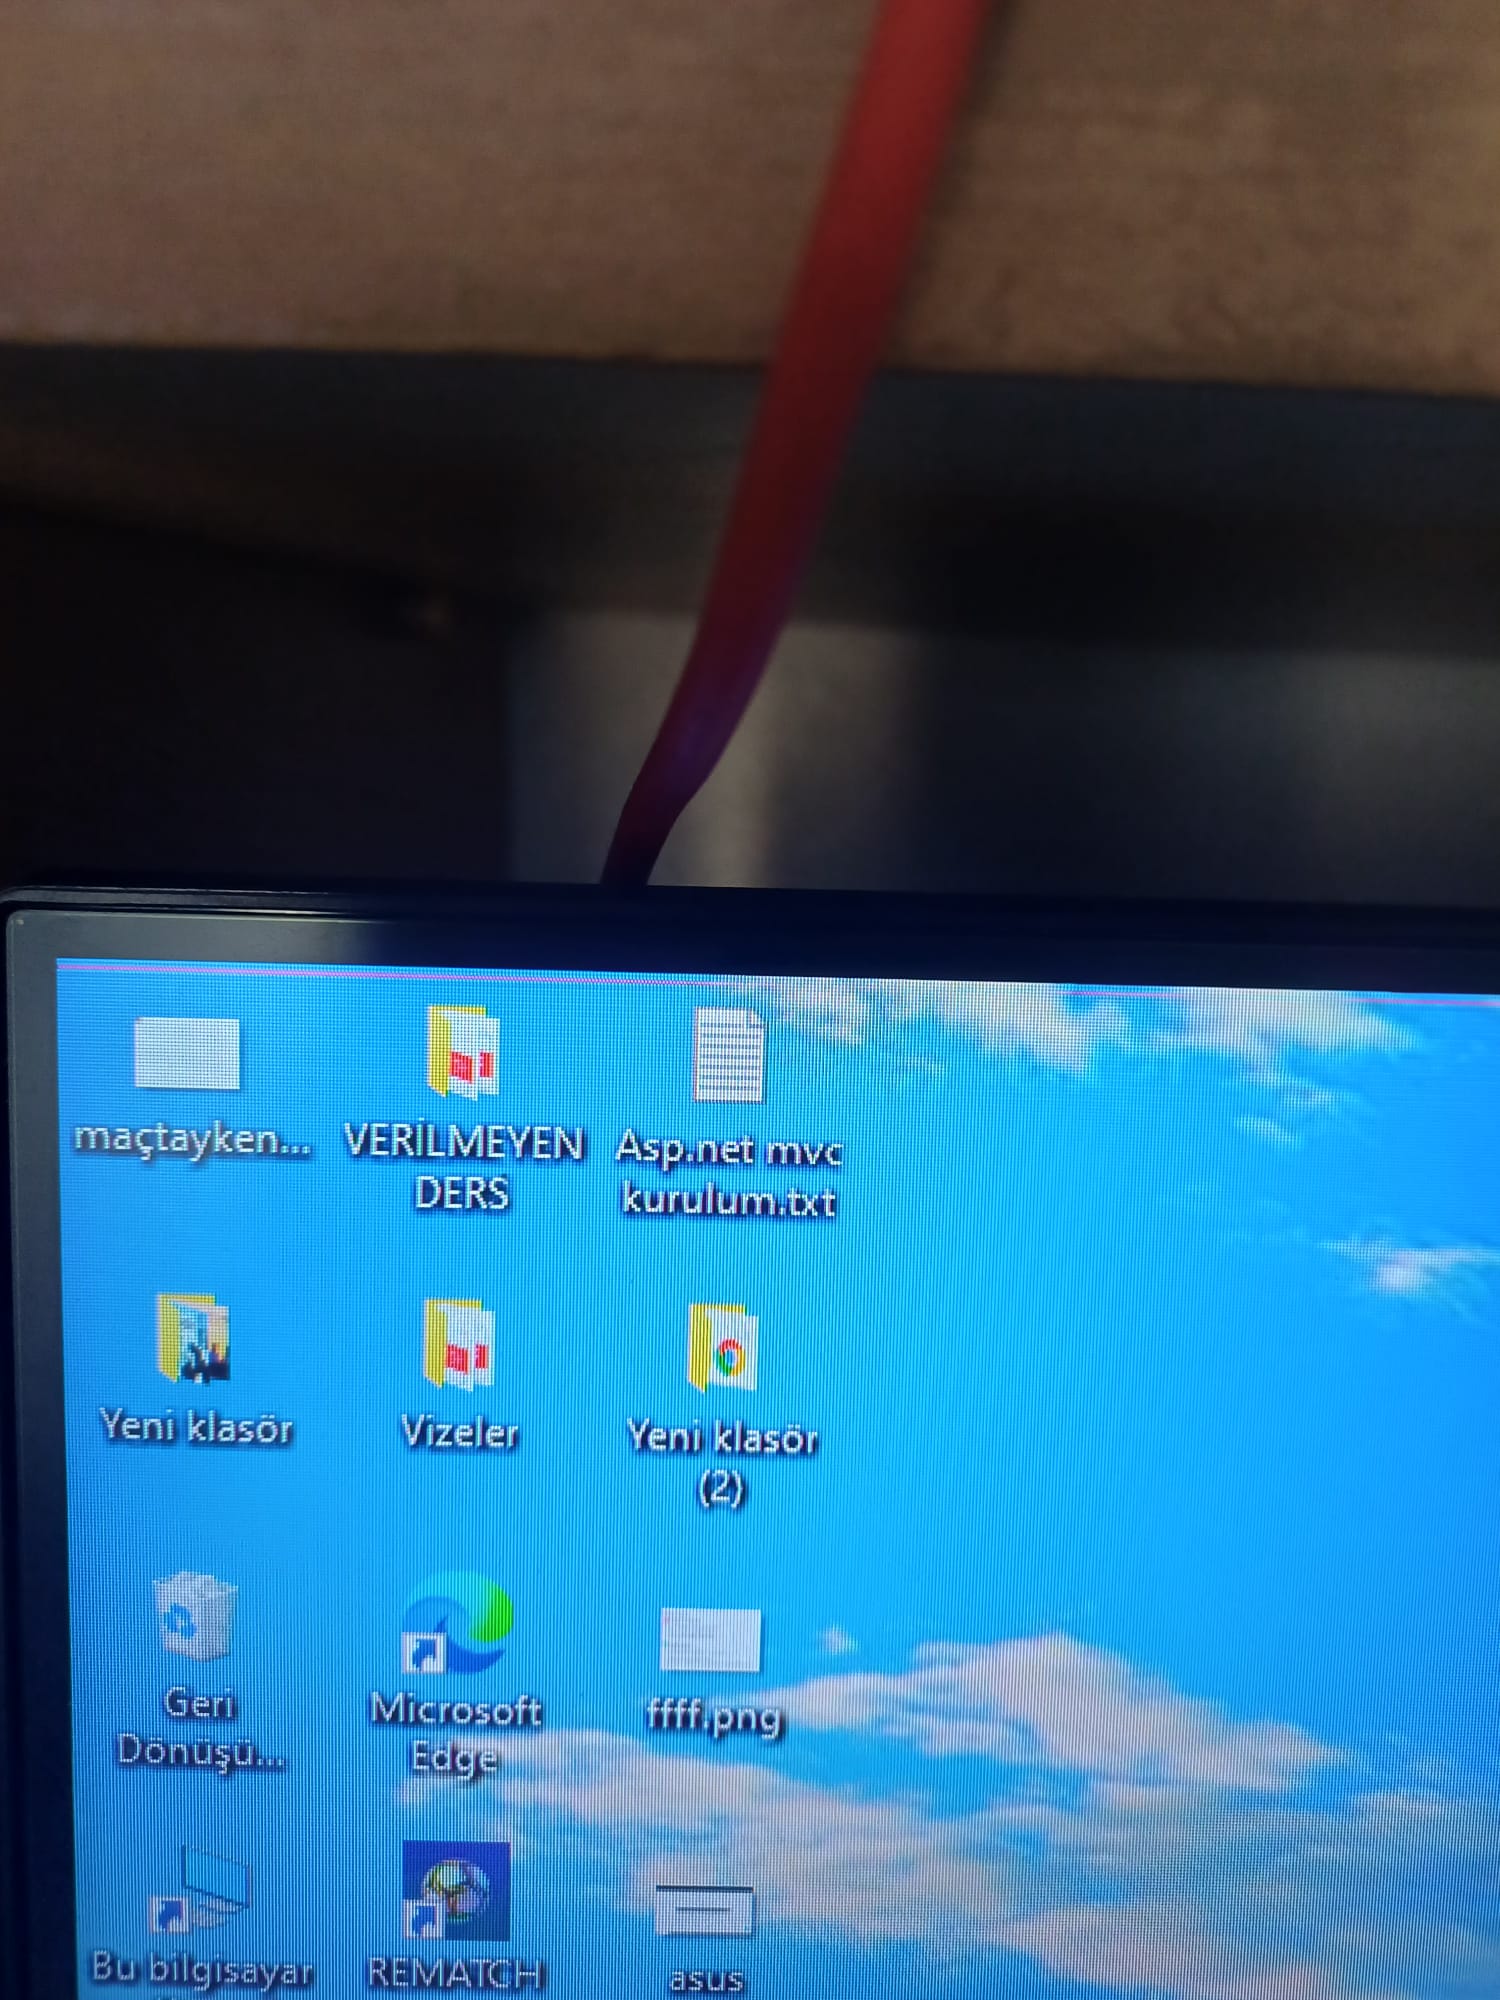 maçtayken...
VERİLMEYEN
DERS
Asp.net mvc
kurulum.txt
Yeni klasör
Vizeler
Yeni klasör
(2)
Geri
Dönüşü...
Microsoft
Edge
ffff.png
Bu bilgisayar
REMATCH
asus